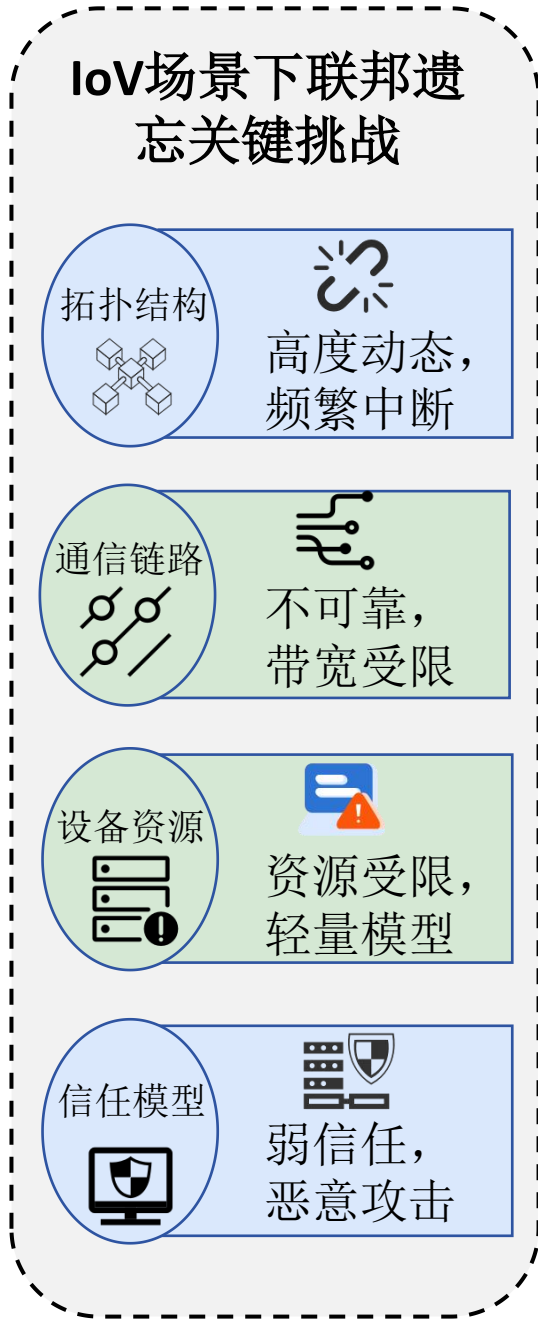 IoV场景下联邦遗
忘关键挑战
拓扑结构
高度动态，
频繁中断
通信链路
不可靠，
带宽受限
设备资源
资源受限，
轻量模型
信任模型
弱信任，
恶意攻击